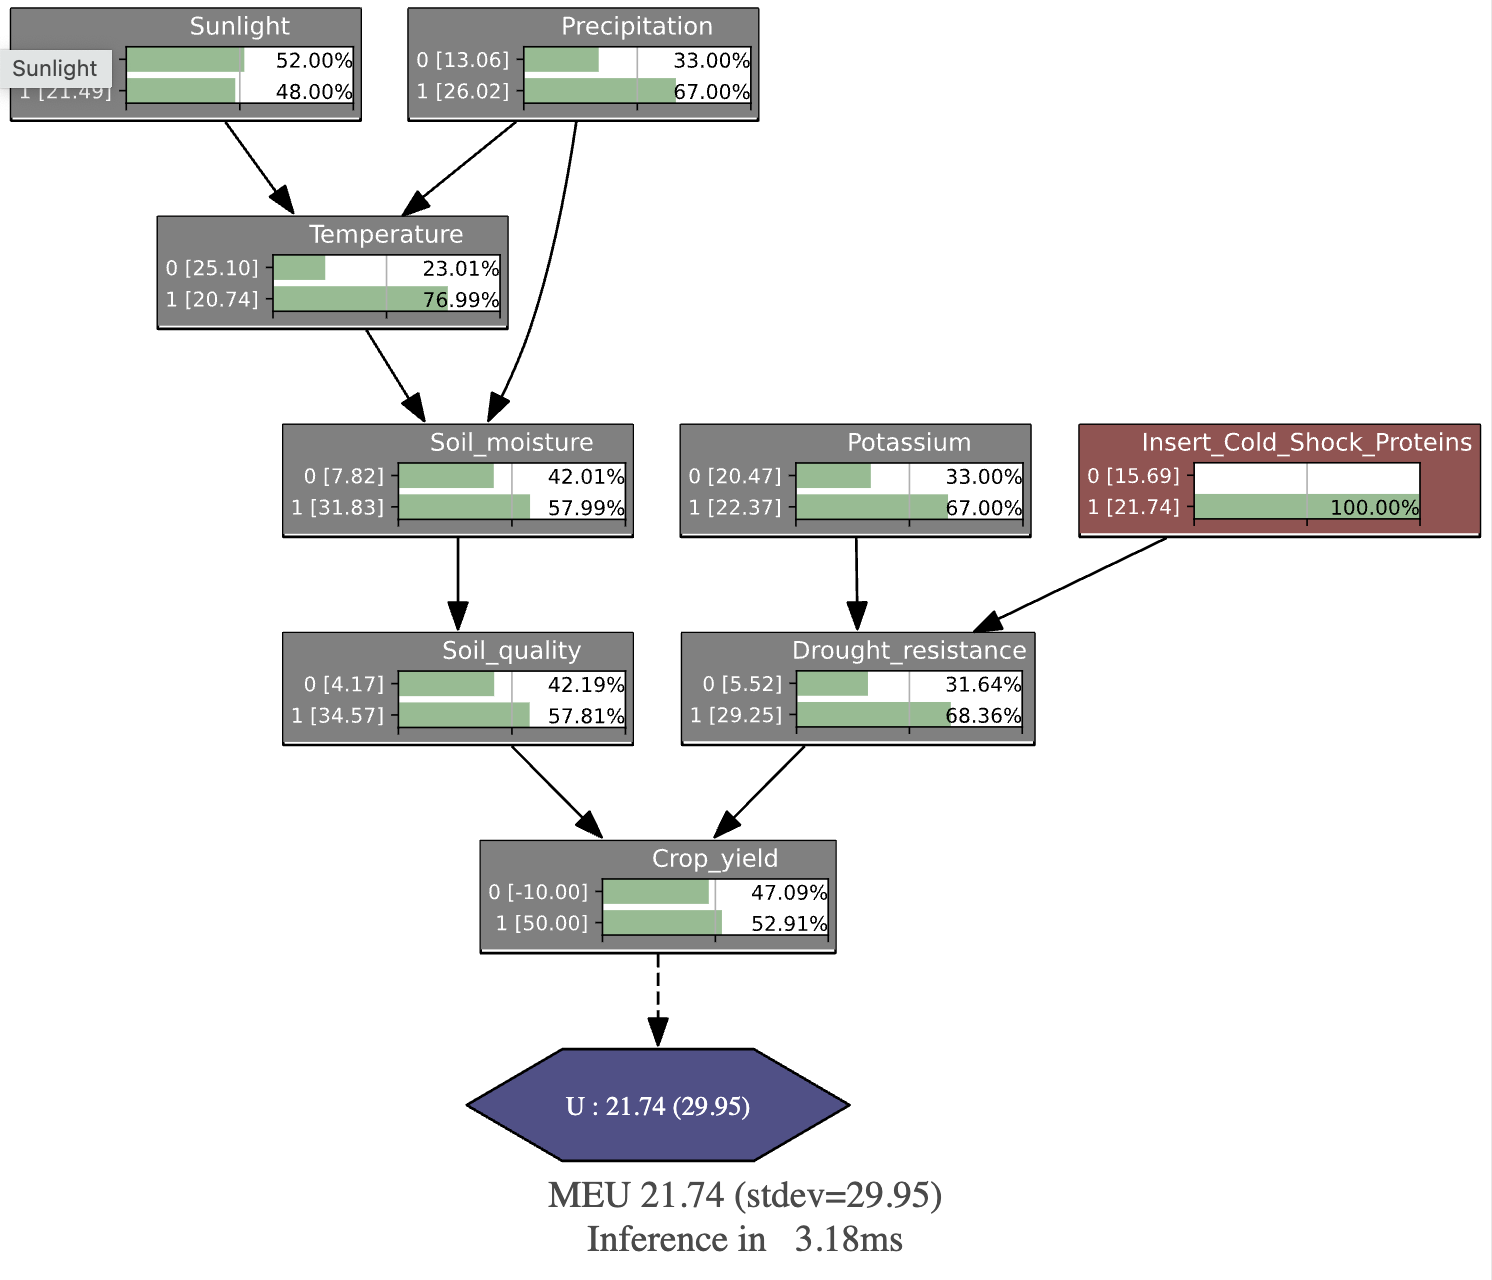 Sunlight
52.00%
Sunlight
1 [21.49] 48.00%
Precipitation
0 [13.06] 33.00%
1 [26.02] 67.00%
Temperature
0 [25.10] 23.01%
1 [20.74] 76.99%
Soil_moisture
0 [7.82] 42.01%
1 [31.83] 57.99%
Potassium
0 [20.47] 33.00%
1 [22.37] 67.00%
Insert_Cold_Shock_Proteins
0 [15.69]
1 [21.74] 100.00%
Soil_quality
0 [4.17] 42.19%
1 [34.57] 57.81%
Drought_resistance
0 [5.52] 31.64%
1 [29.25] 68.36%
Crop_yield
0 [-10.00] 47.09%
1 [50.00] 52.91%
U : 21.74 (29.95)
MEU 21.74 (stdev=29.95)
Inference in 3.18ms